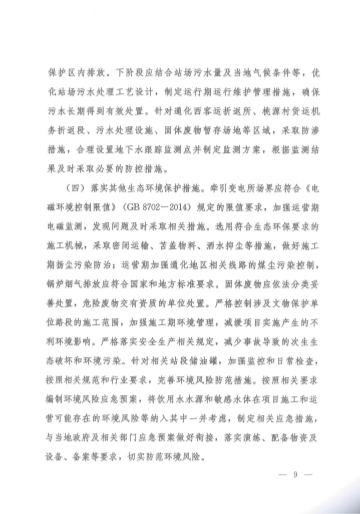 保护区内排放。下阶段应结合站场污水量及当地气候条件等，优
化站场污水处理工艺设计，制定运行期运行维护管理措施，确保
污水长期得到有效处置。针对遵化西客运折返所、桃源村货运机
务折返段、污水处理设施、固体废物暂存场地等区域，采取防渗
措施，合理设置地下水跟踪监测点并制定监测方案，根据监测结
果及时采取必要的防控措施。
（四）落实其他生态环境保护措施。牵引变电所场界应符合《电
磁环境控制限值》（GB 8702—2014）规定的限值要求，加强运营期
电磁监测，发现问题及时采取相关措施。选用符合生态环保要求的
施工机械，采取密闭运输、苫盖物料、洒水抑尘等措施，做好施工
期扬尘污染防治；运营期加强遵化地区相关线路的煤尘污染控制，
锅炉烟气排放应符合国家和地方标准要求。固体废物应依法分类妥
善处置，危险废物交有资质的单位处置。严格控制涉及文物保护单
位路段的施工范围，加强施工期环境管理，减缓项目实施产生的不
利环境影响。严格落实安全生产相关规定，减少事故导致的次生生
态破坏和环境污染。针对相关站段储油罐，加强监控和日常检查，
按照相关规范和行业要求，完善环境风险防范措施。按照相关要求
编制环境风险应急预案，将饮用水水源和敏感水体在项目施工和运
营可能存在的环境风险等纳入其中一并考虑，制定相关应急措施，
与当地政府及相关部门应急预案做好衔接，落实演练、配备物资及
设备、备案等要求，切实防范环境风险。
— 9 —